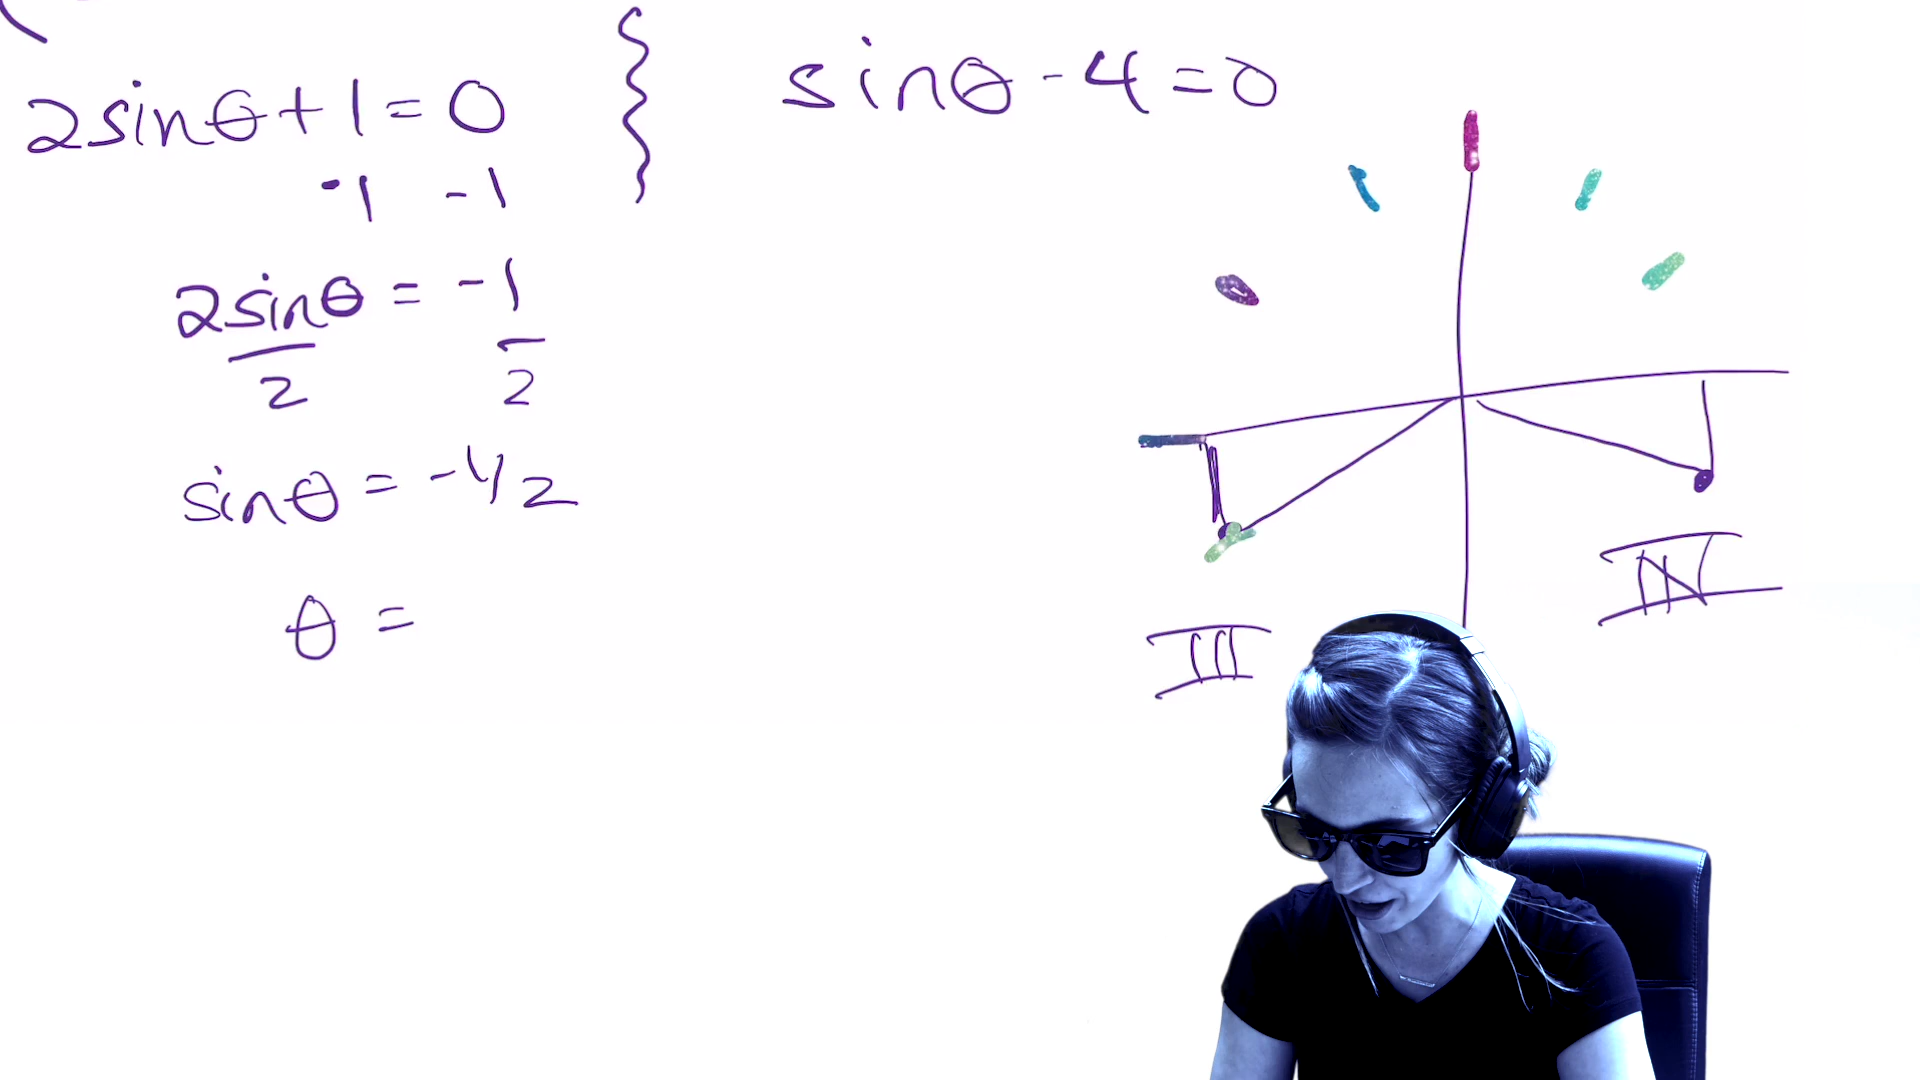 2sinθ+1=0
-1 -1
2sinθ = -1
2 2
sinθ = -1/2
θ =
sinθ-4=0
III
IV